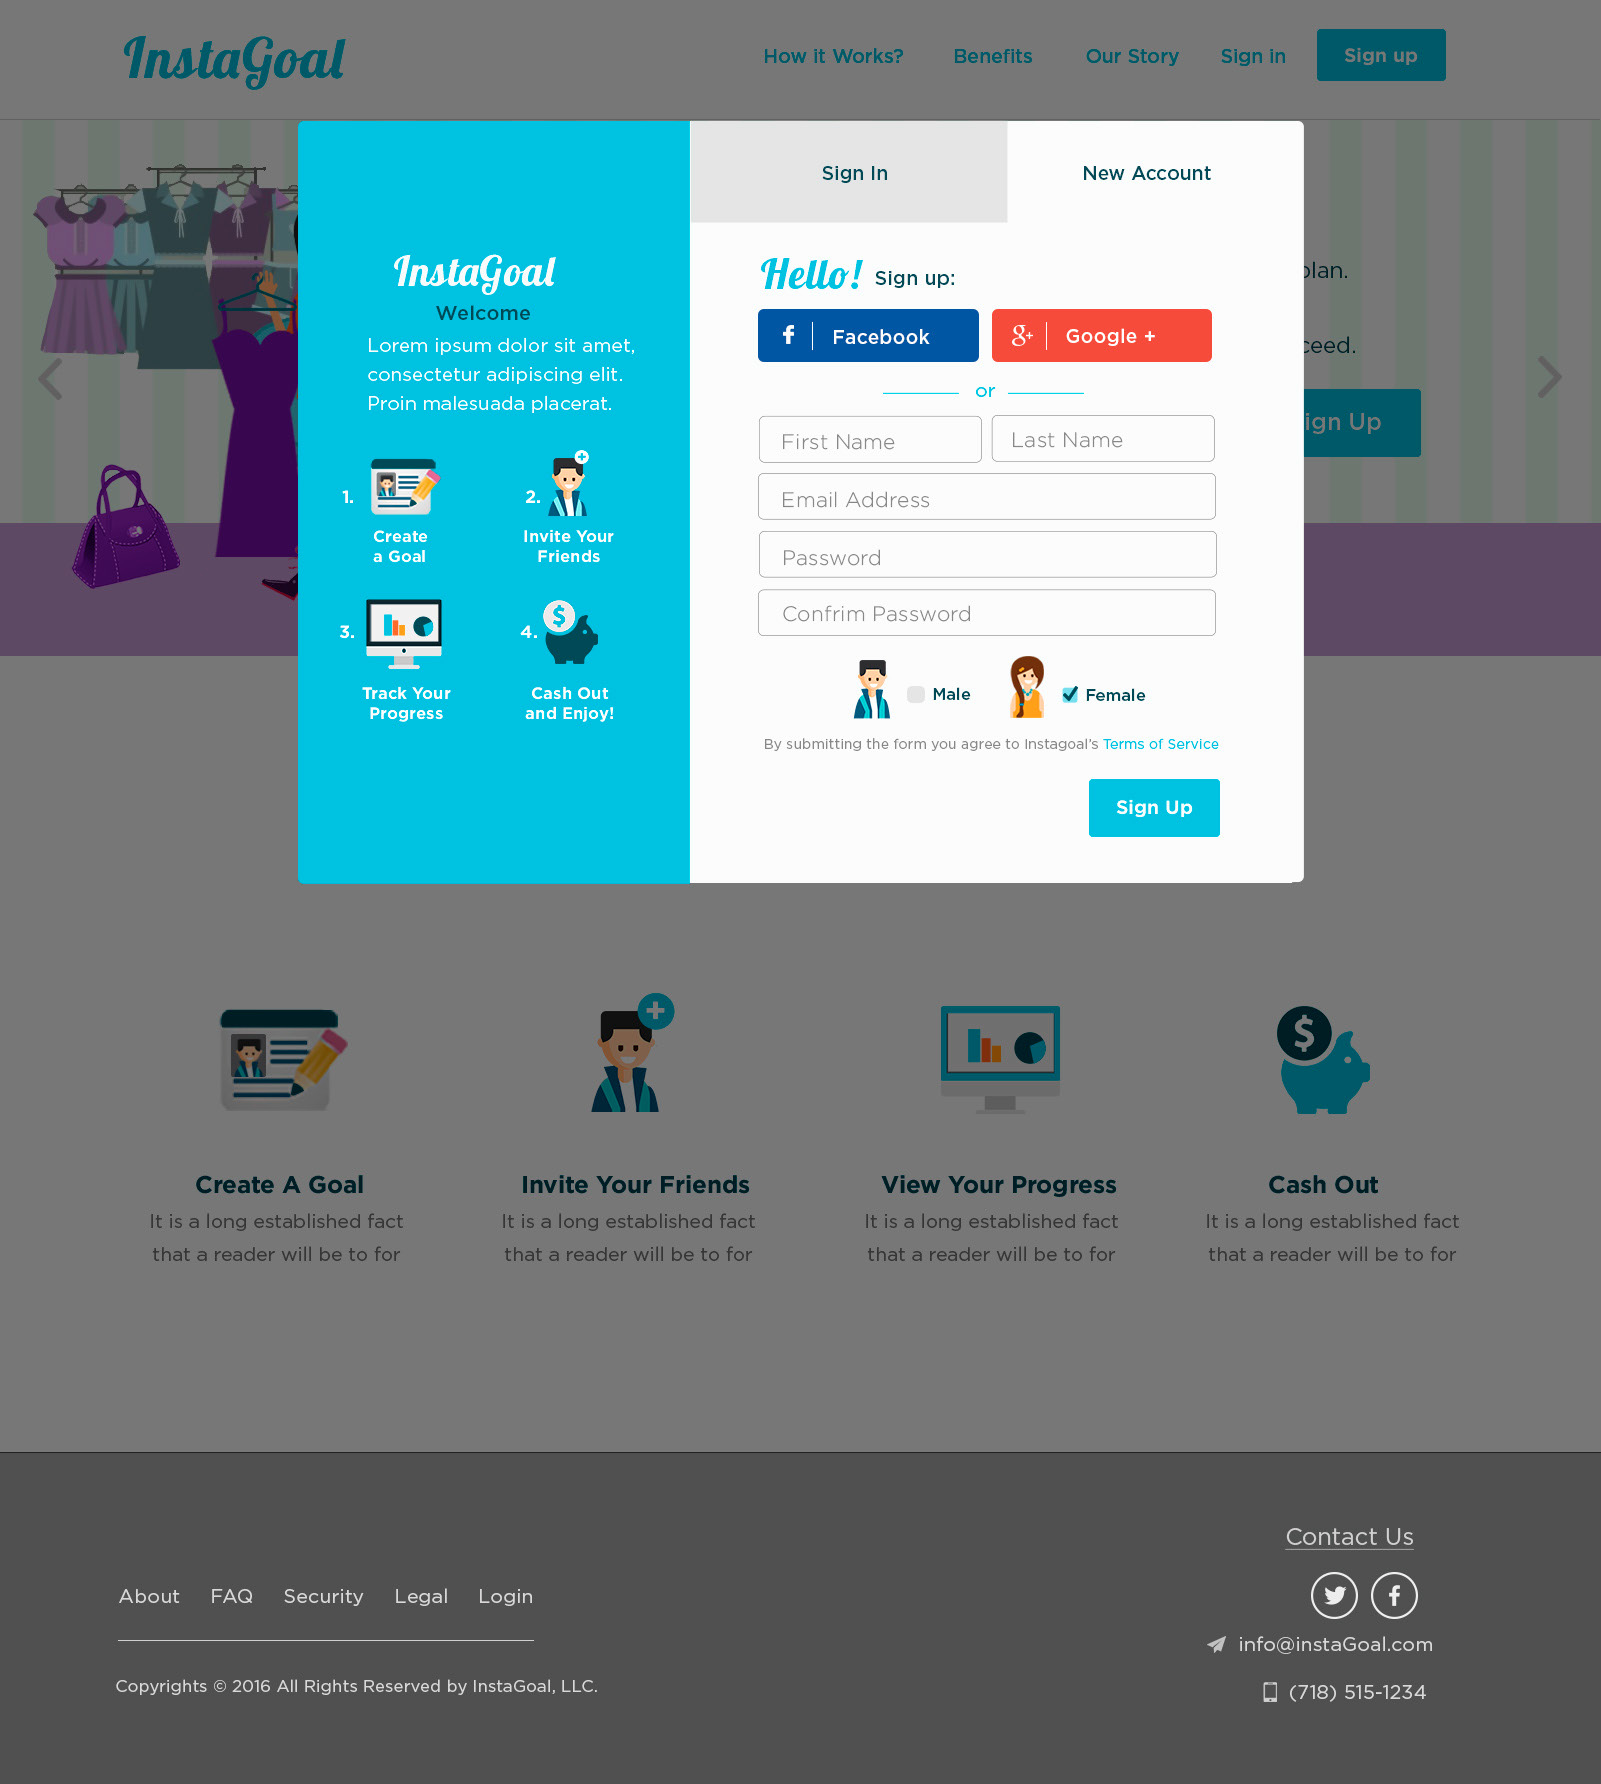 InstaGoal
How it Works?
Benefits
Our Story
Sign in
Sign up
Sign In
New Account
InstaGoal
Welcome
Lorem ipsum dolor sit amet,
consectetur adipiscing elit.
Proin malesuada placerat.
1.
Create
a Goal
2.
Invite Your
Friends
3.
Track Your
Progress
4.
Cash Out
and Enjoy!
Hello! Sign up:
Facebook
Google +
or
First Name
Last Name
Email Address
Password
Confrim Password
Male
Female
By submitting the form you agree to Instagoal's Terms of Service
Sign Up
Create A Goal
It is a long established fact
that a reader will be to for
Invite Your Friends
It is a long established fact
that a reader will be to for
View Your Progress
It is a long established fact
that a reader will be to for
Cash Out
It is a long established fact
that a reader will be to for
About
FAQ
Security
Legal
Login
Copyrights © 2016 All Rights Reserved by InstaGoal, LLC.
Contact Us
info@instaGoal.com
(718) 515-1234